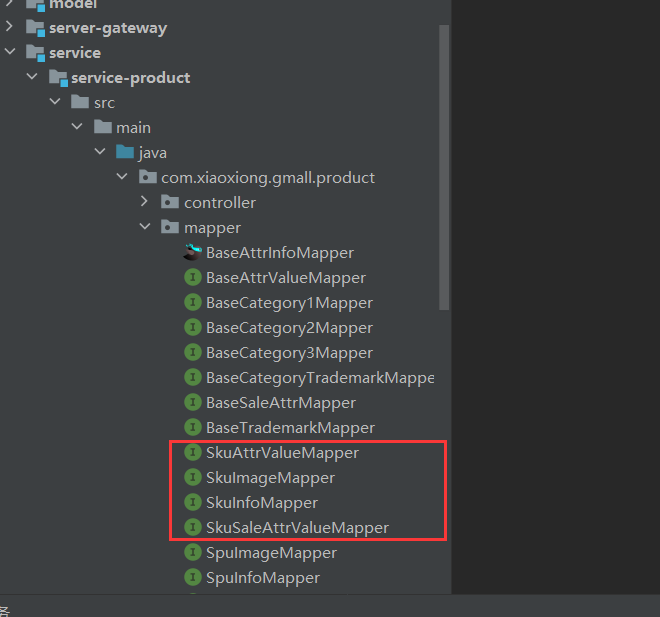 model
server-gateway
service
service-product
src
main
java
com.xiaoxiong.gmall.product
controller
mapper
BaseAttrInfoMapper
BaseAttrValueMapper
BaseCategory1Mapper
BaseCategory2Mapper
BaseCategory3Mapper
BaseCategoryTrademarkMappe
BaseSaleAttrMapper
BaseTrademarkMapper
SkuAttrValueMapper
SkuImageMapper
SkuInfoMapper
SkuSaleAttrValueMapper
SpuImageMapper
SpuInfoMapper
务